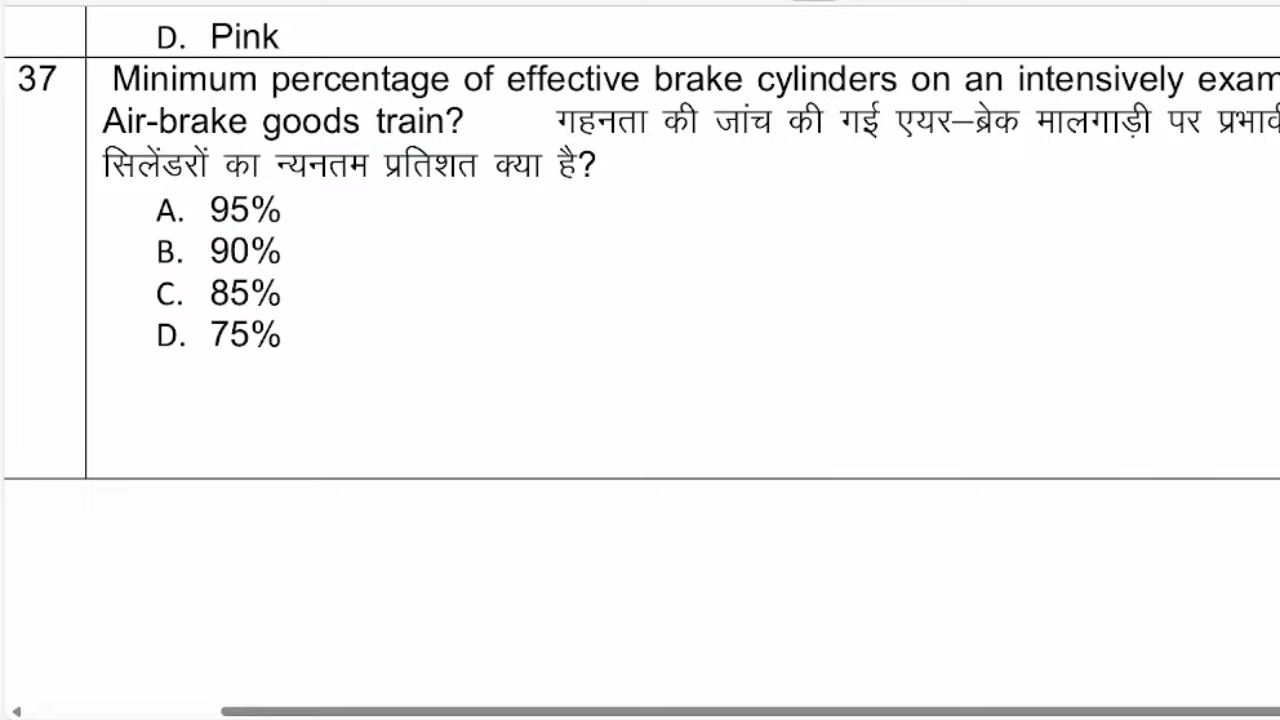 D. Pink
37 Minimum percentage of effective brake cylinders on an intensively exam
Air-brake goods train? गहनता की जांच की गई एयर–ब्रेक मालगाड़ी पर प्रभावी
सिलेंडरों का न्यनतम प्रतिशत क्या है?
A. 95%
B. 90%
C. 85%
D. 75%